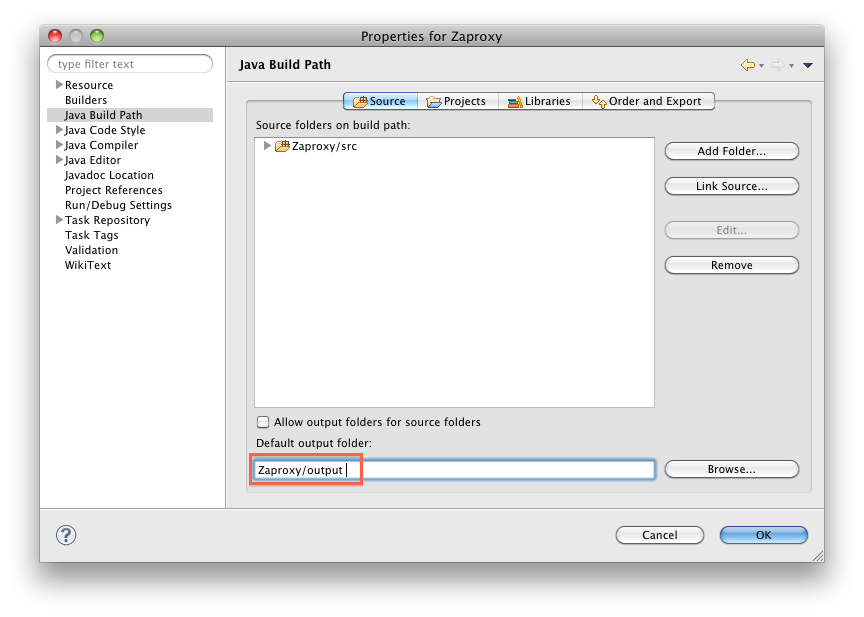 Properties for Zaproxy
type filter text
Resource
Builders
Java Build Path
Java Code Style
Java Compiler
Java Editor
Javadoc Location
Project References
Run/Debug Settings
Task Repository
Task Tags
Validation
WikiText
Java Build Path
Source Projects Libraries Order and Export
Source folders on build path:
Zaproxy/src
Add Folder...
Link Source...
Edit...
Remove
Allow output folders for source folders
Default output folder:
Zaproxy/output
Browse...
?
Cancel OK